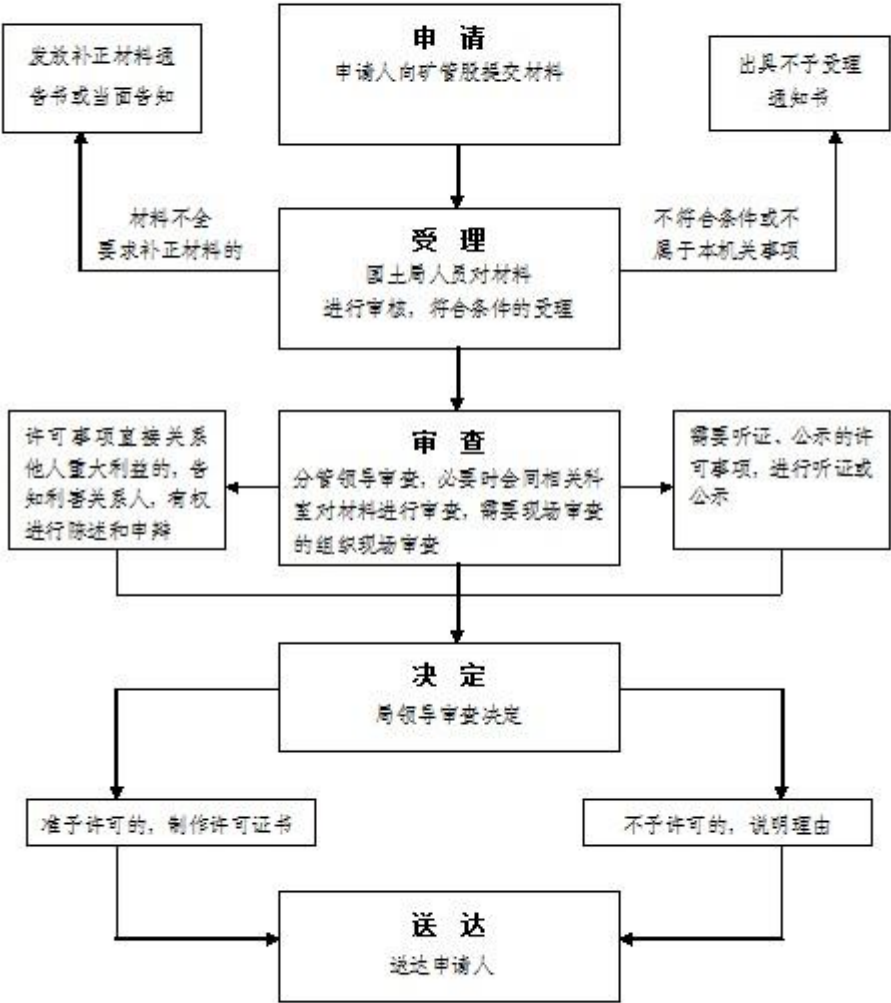 申 请
申请人向矿管股提交材料
发放补正材料通
告书或当面告知
出具不予受理
通知书
材料不全
要求补正材料的
不符合条件或不
属于本机关事项
受 理
国土局人员对材料
进行审核，符合条件的受理
许可事项直接关系
他人重大利益的，告
知利害关系人，有权
进行陈述和申辩
审 查
分管领导审查，必要时会同相关科
室对材料进行审查，需要现场审查
的组织现场审查
需要听证、公示的许
可事项，进行听证或
公示
决 定
局领导审查决定
准予许可的，制作许可证书
不予许可的，说明理由
送 达
送达申请人